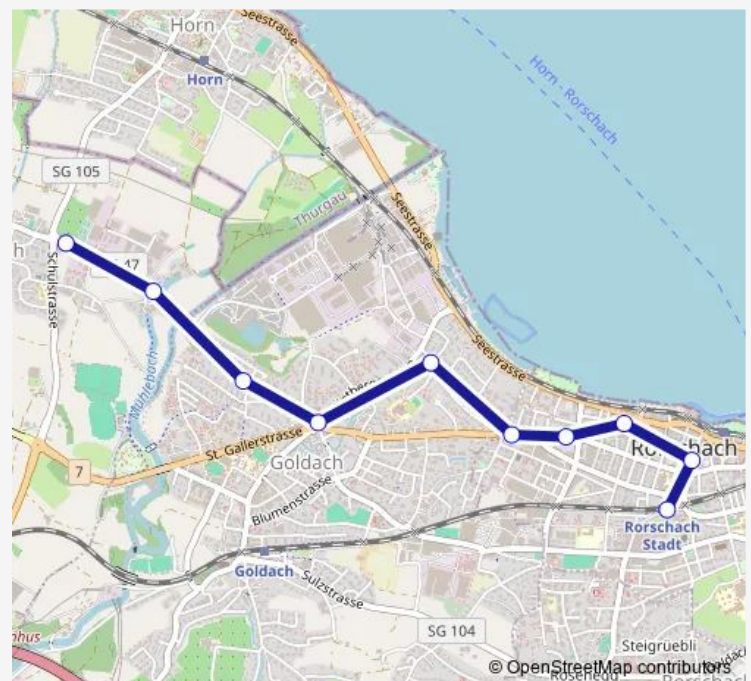 Horn
Seestrasse
7
Horn
Horn - Rorschach
SG 105
Thurgau
Seestrasse
h
47
Schulstrasse
Seestrasse
Mühlebach
St. Gallerstrasse
Goldach
7
Blumenstrasse
Rorschach
Rorschach
Stadt
Goldach
Sulzstrasse
SG 104
Steigrüebli
© OpenStreetMap contributors